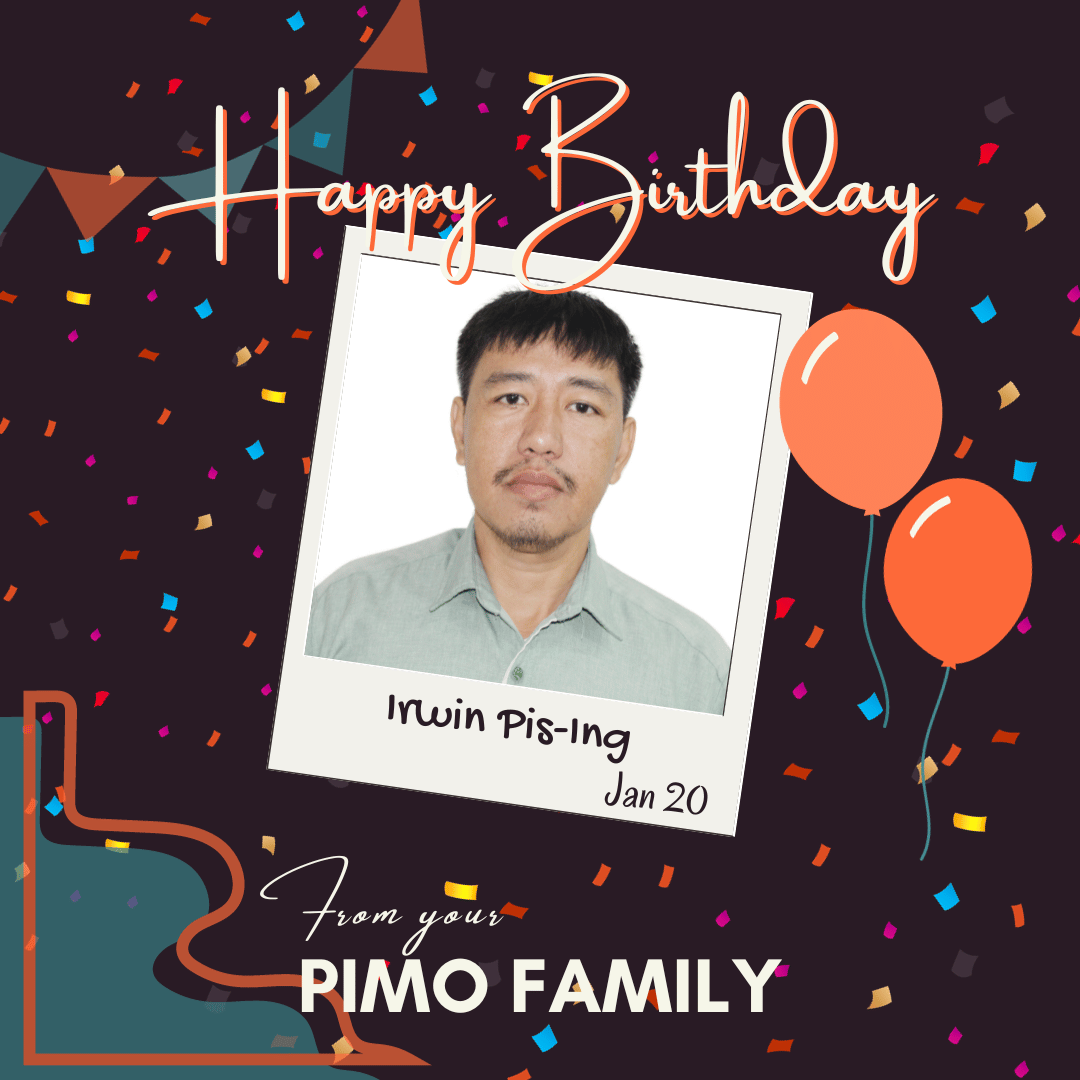 Happy Birthday
Irwin Pis-Ing
Jan 20
From your
PIMO FAMILY